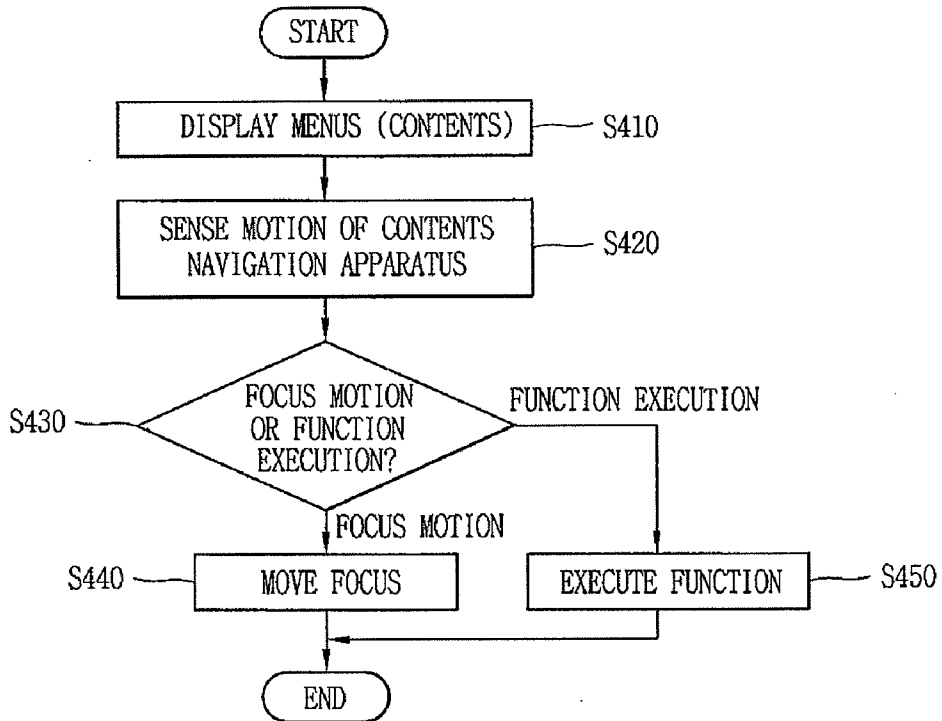 START
DISPLAY MENUS (CONTENTS)
S410
SENSE MOTION OF CONTENTS
NAVIGATION APPARATUS
S420
FOCUS MOTION
OR FUNCTION
EXECUTION?
S430
FUNCTION EXECUTION
FOCUS MOTION
S440
MOVE FOCUS
EXECUTE FUNCTION
S450
END